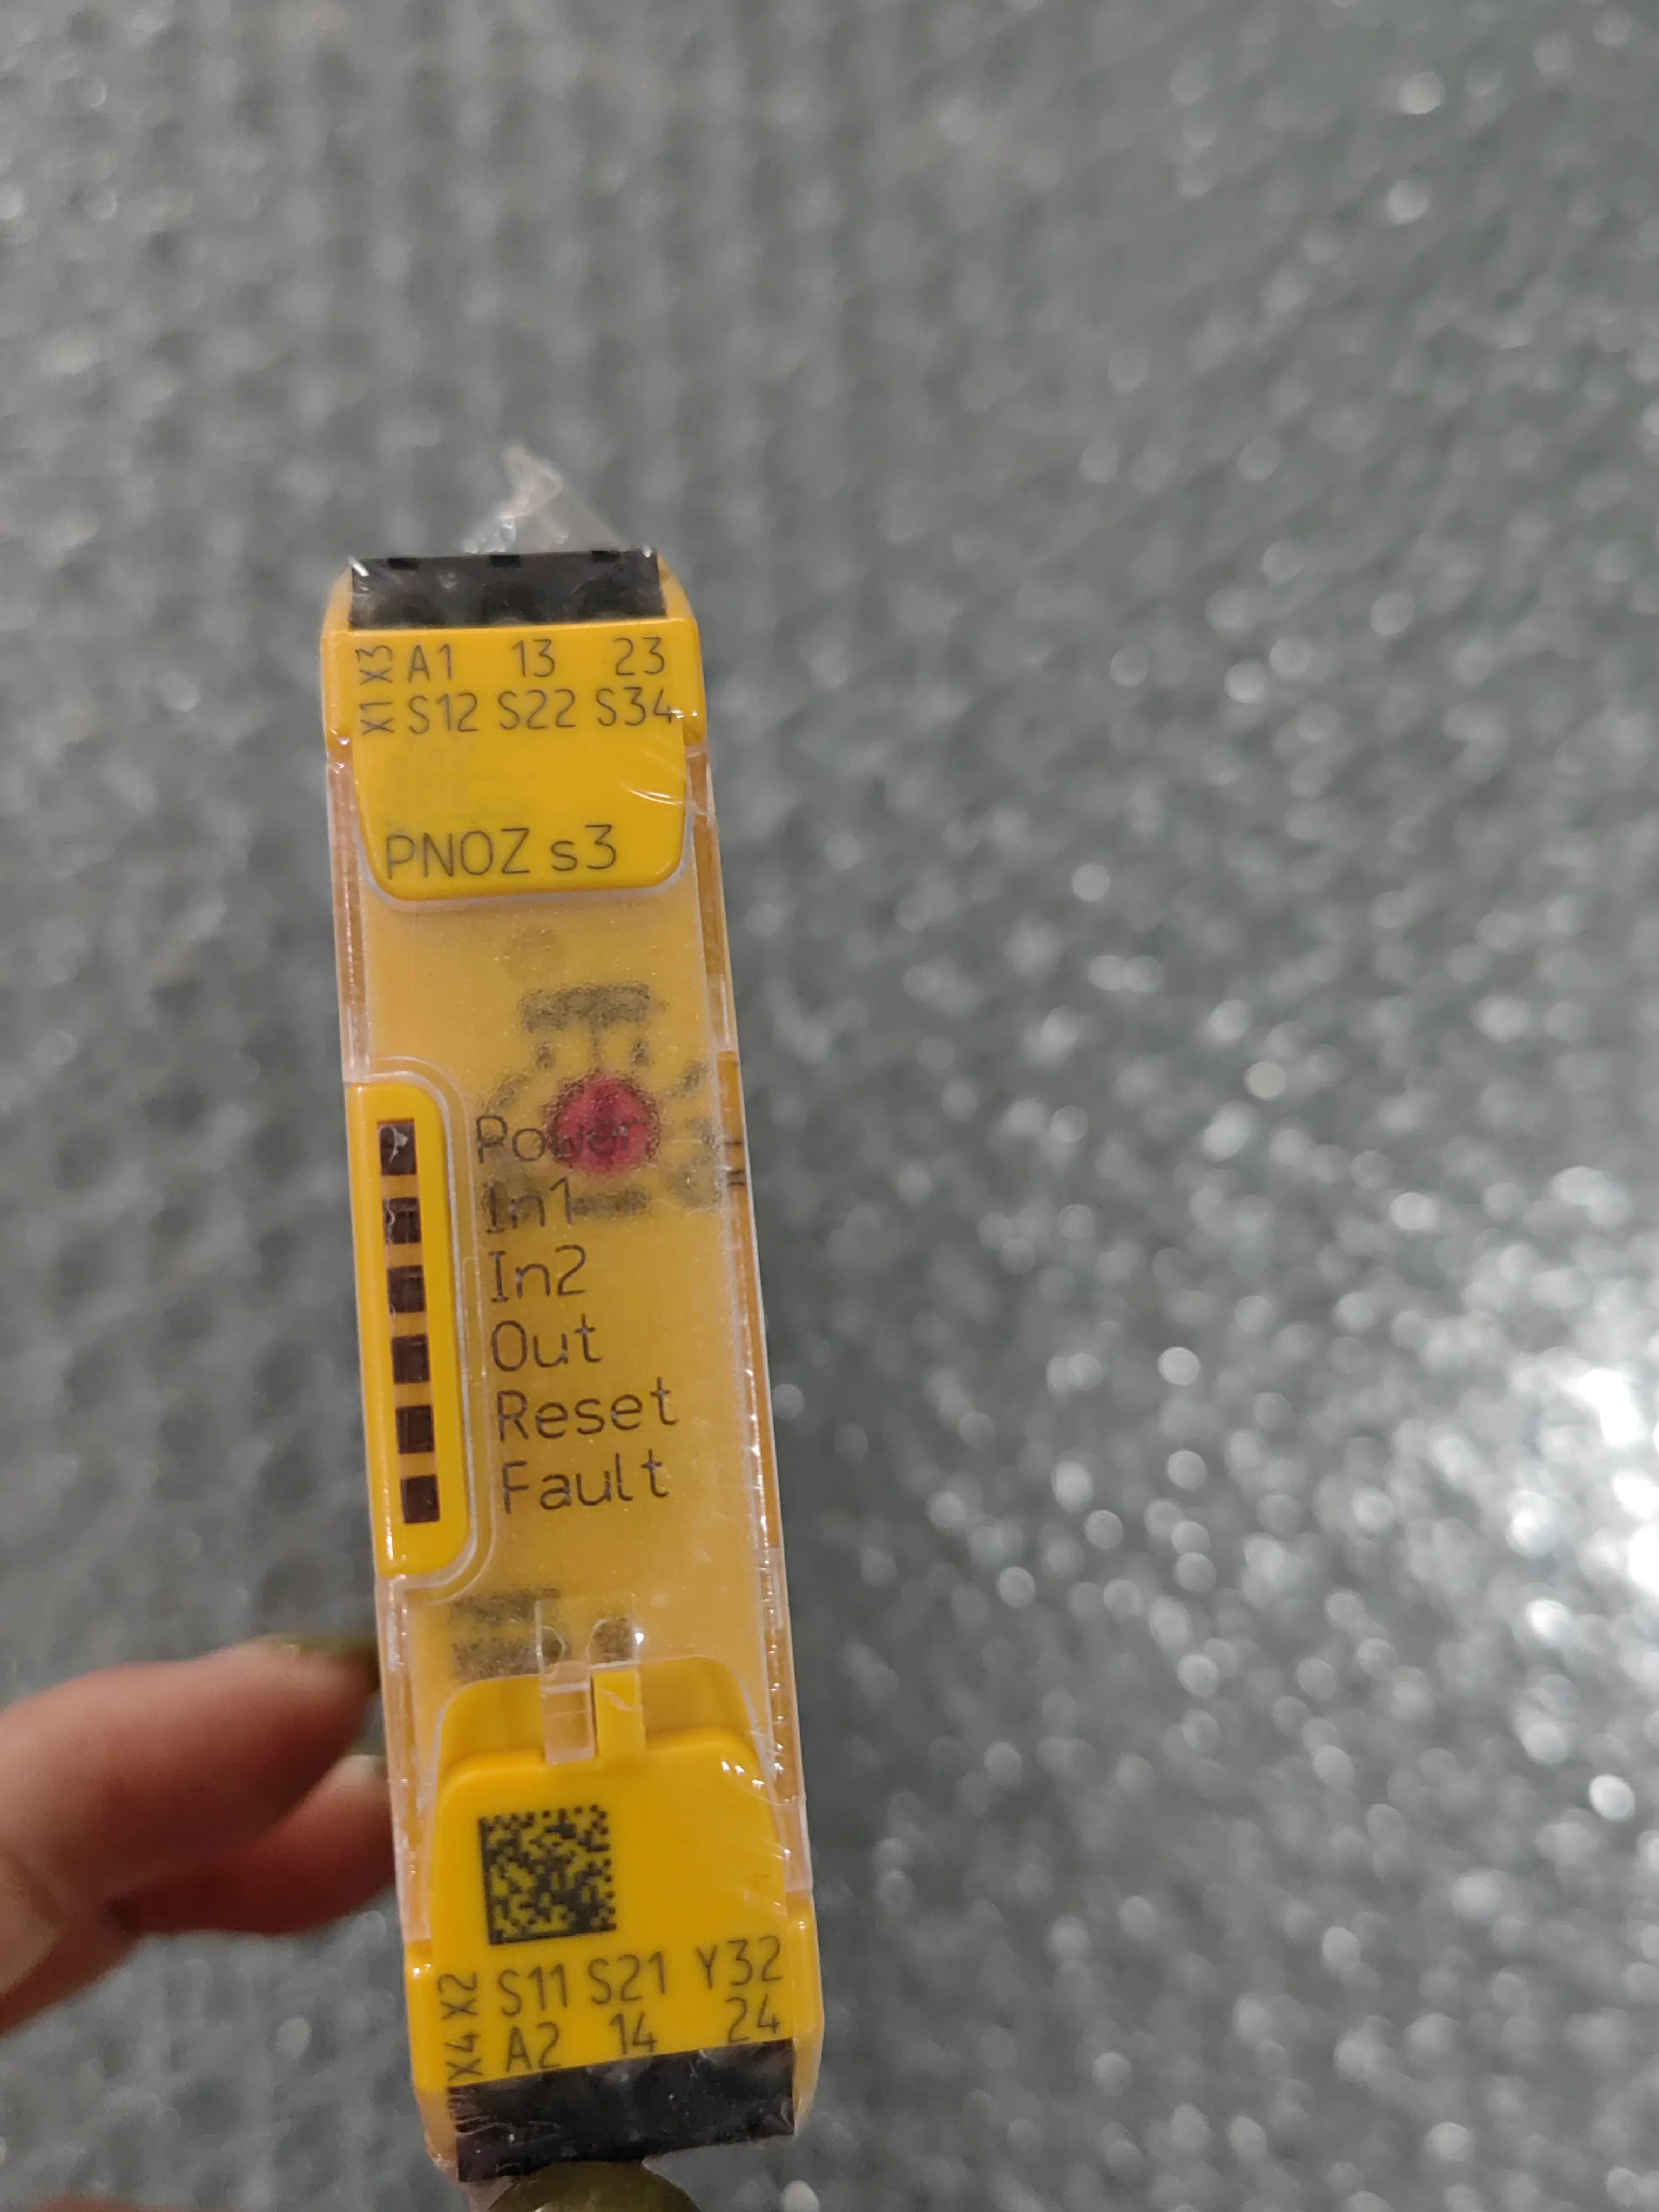 X3 A1 13 23
X1 S12 S22 S34
PNOZ s3
Power
In1
In2
Out
Reset
Fault
X2 S11 S21 Y32
X4 A2 14 24